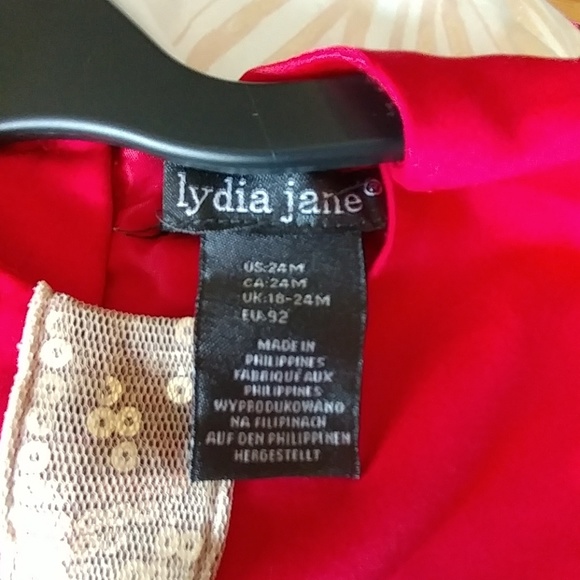 lydia jane®
US:24M
CA:24M
UK:18-24M
EU:92
MADE IN
PHILIPPINES
FABRIQUÉ AUX
PHILIPPINES
WYPRODUKOWANO
NA FILIPINACH
AUF DEN PHILIPPINEN
HERGESTELLT